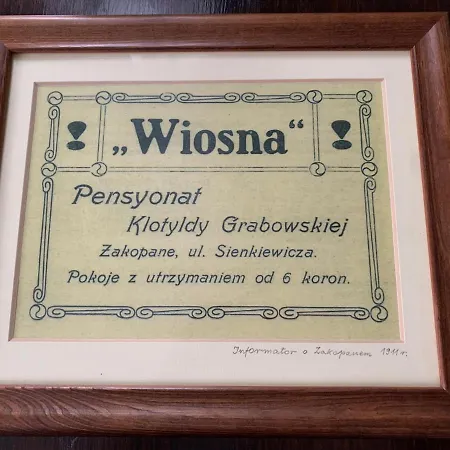 „Wiosna“
Pensyonat
Klotyldy Grabowskiej
Zakopane, ul. Sienkiewicza.
Pokoje z utrzymaniem od 6 koron.
Informator o Zakopanem 1911 r.